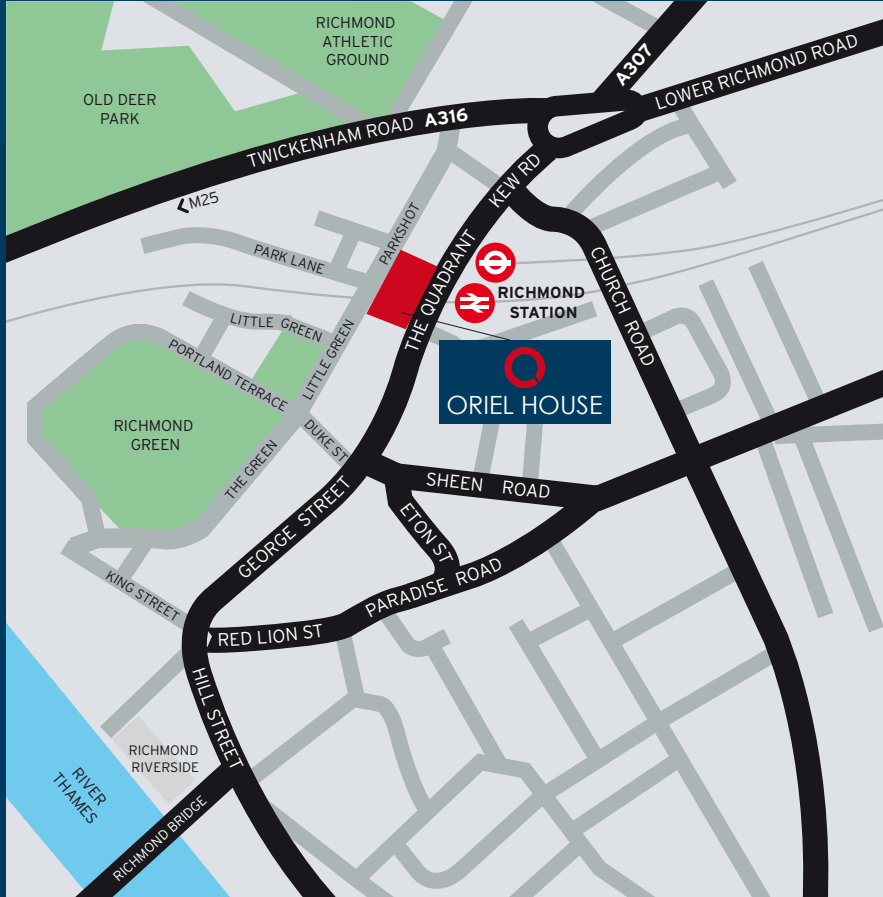 RICHMOND
ATHLETIC
GROUND
A307
LOWER RICHMOND ROAD
OLD DEER
PARK
TWICKENHAM ROAD A316
M25
KEW RD
PARKSHOT
PARK LANE
THE QUADRANT
RICHMOND
STATION
CHURCH ROAD
LITTLE GREEN
LITTLE GREEN
PORTLAND TERRACE
ORIEL HOUSE
RICHMOND
GREEN
DUKE ST
THE GREEN
SHEEN ROAD
GEORGE STREET
ETON ST
PARADISE ROAD
KING STREET
RED LION ST
HILL STREET
RICHMOND
RIVERSIDE
RIVER
THAMES
RICHMOND BRIDGE